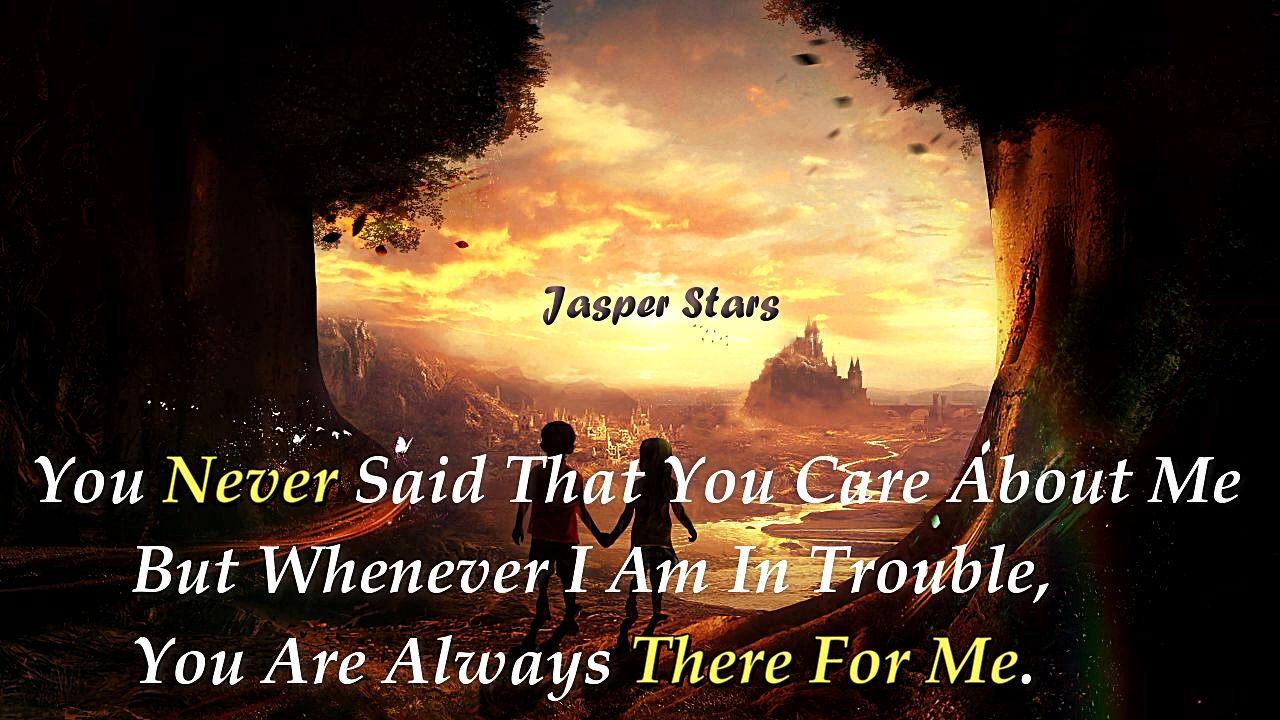 Jasper Stars
You Never Said That You Care About Me
But Whenever I Am In Trouble,
You Are Always There For Me.